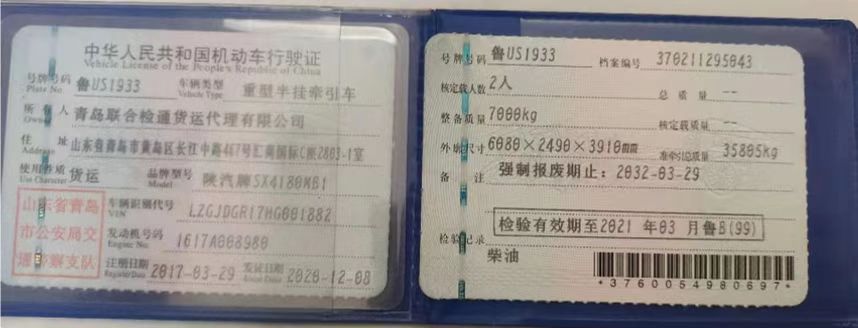 中华人民共和国机动车行驶证
Vehicle License of the People's Republic of China
号牌号码 鲁US1933 车辆类型 重型半挂牵引车
Plate No. Vehicle Type
所有人 青岛联合检通货运代理有限公司
Owner
住址 山东省青岛市黄岛区长江中路467号汇商国际C座2803-1室
Address
使用性质 货运 品牌型号 陕汽牌SX4180MB1
Use Character Model
山东省青岛市公安局交通警察支队
车辆识别代号 LZGJDGR17HG001882
VIN
发动机号码 1617A008980
Engine No.
注册日期 2017-03-29 发证日期 2020-12-08
Register Date Issue Date
号牌号码 鲁US1933 档案编号 370211295043
核定载人数 2人 总质量 --
整备质量 7000kg 核定载质量 --
外廓尺寸 6080×2490×3910mm 准牵引总质量 35805kg
备注 强制报废期止：2032-03-29
检验记录 检验有效期至2021年03月鲁B(99)
柴油
*3760054980697*